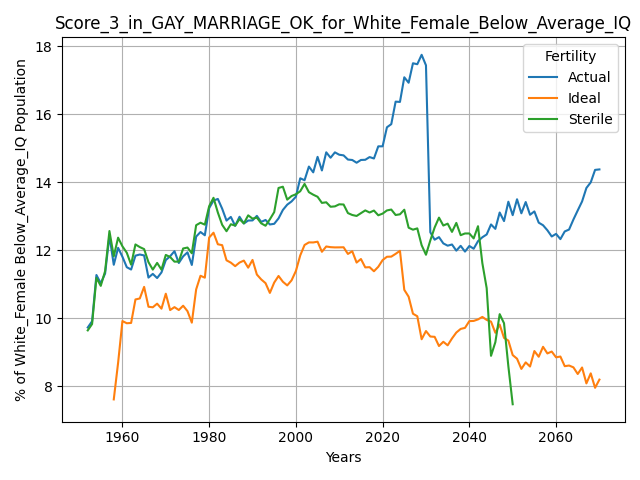 Score_3_in_GAY_MARRIAGE_OK_for_White_Female_Below_Average_IQ
% of White_Female Below_Average_IQ Population
18
16
14
12
10
8
Fertility
Actual
Ideal
Sterile
1960
1980
2000
2020
2040
2060
Years